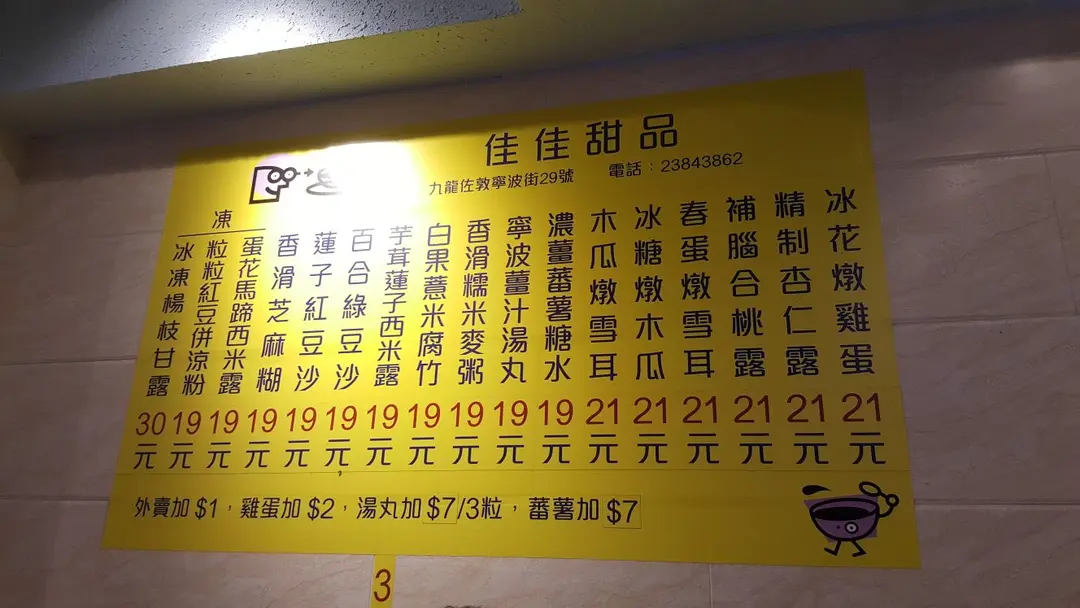 佳佳甜品
九龍佐敦寧波街29號
電話：23843862
冰花燉雞蛋 21元
精制杏仁露 21元
補腦合桃露 21元
春蛋燉雪耳 21元
冰糖燉木瓜 21元
木瓜燉雪耳 21元
濃薑蕃薯糖水 19元
寧波薑汁湯丸 19元
香滑糯米麥粥 19元
白果薏米腐竹 19元
芋茸蓮子西米露 19元
百合綠豆沙 19元
蓮子紅豆沙 19元
香滑芝麻糊 19元
凍
蛋花馬蹄西米露 19元
粒粒紅豆併涼粉 19元
冰凍楊枝甘露 30元
外賣加 $1，雞蛋加 $2，湯丸加 $7/3粒，蕃薯加 $7
3